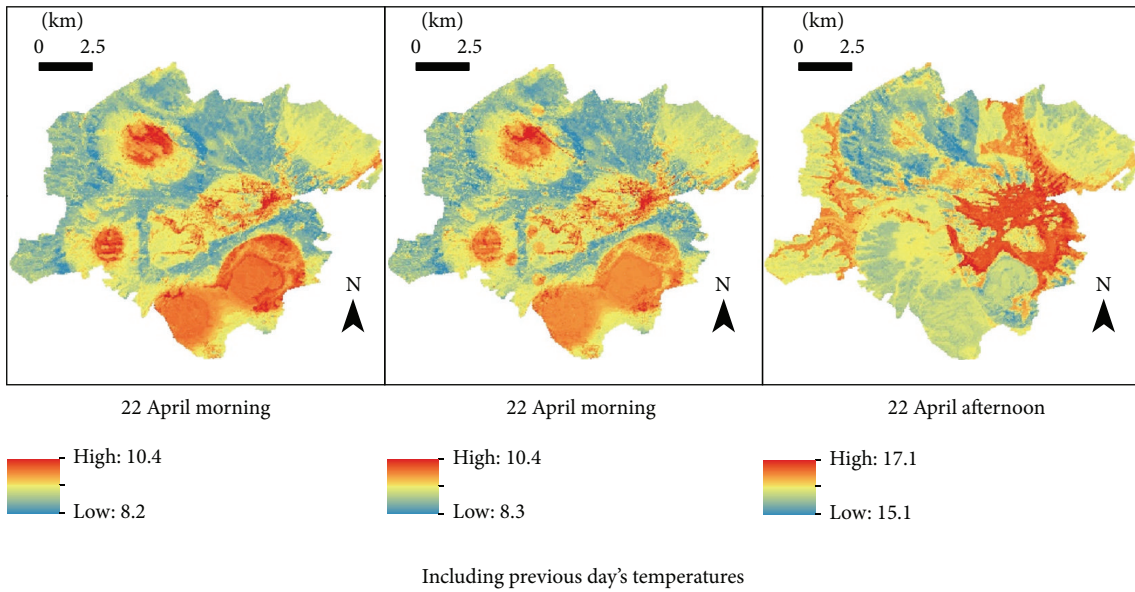 (km)
0 2.5
N
22 April morning
High: 10.4
Low: 8.2
(km)
0 2.5
N
22 April morning
High: 10.4
Low: 8.3
(km)
0 2.5
N
22 April afternoon
High: 17.1
Low: 15.1
Including previous day's temperatures